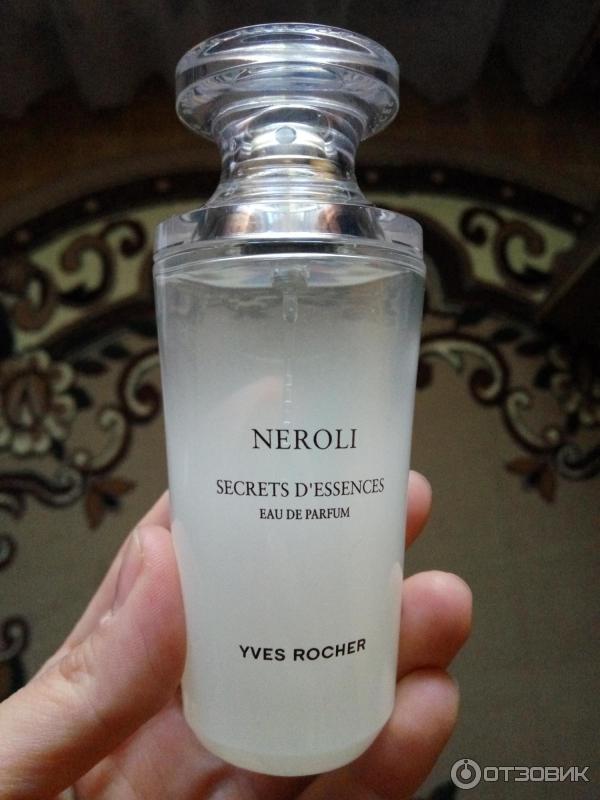 NEROLI
SECRETS D'ESSENCES
EAU DE PARFUM
YVES ROCHER
ОТЗОВИК